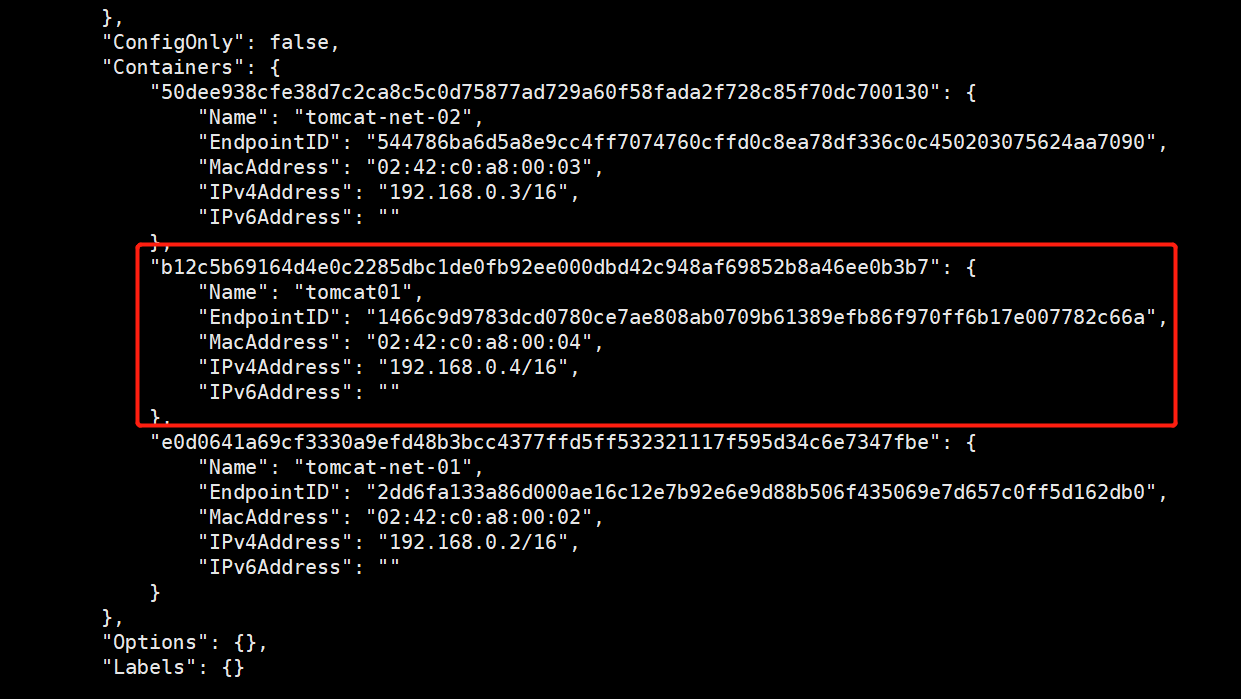 },
"ConfigOnly": false,
"Containers": {
"50dee938cfe38d7c2ca8c5c0d75877ad729a60f58fada2f728c85f70dc700130": {
"Name": "tomcat-net-02",
"EndpointID": "544786ba6d5a8e9cc4ff7074760cffd0c8ea78df336c0c450203075624aa7090",
"MacAddress": "02:42:c0:a8:00:03",
"IPv4Address": "192.168.0.3/16",
"IPv6Address": ""
},
"b12c5b69164d4e0c2285dbc1de0fb92ee000dbd42c948af69852b8a46ee0b3b7": {
"Name": "tomcat01",
"EndpointID": "1466c9d9783dcd0780ce7ae808ab0709b61389efb86f970ff6b17e007782c66a",
"MacAddress": "02:42:c0:a8:00:04",
"IPv4Address": "192.168.0.4/16",
"IPv6Address": ""
},
"e0d0641a69cf3330a9efd48b3bcc4377ffd5ff532321117f595d34c6e7347fbe": {
"Name": "tomcat-net-01",
"EndpointID": "2dd6fa133a86d000ae16c12e7b92e6e9d88b506f435069e7d657c0ff5d162db0",
"MacAddress": "02:42:c0:a8:00:02",
"IPv4Address": "192.168.0.2/16",
"IPv6Address": ""
}
},
"Options": {},
"Labels": {}